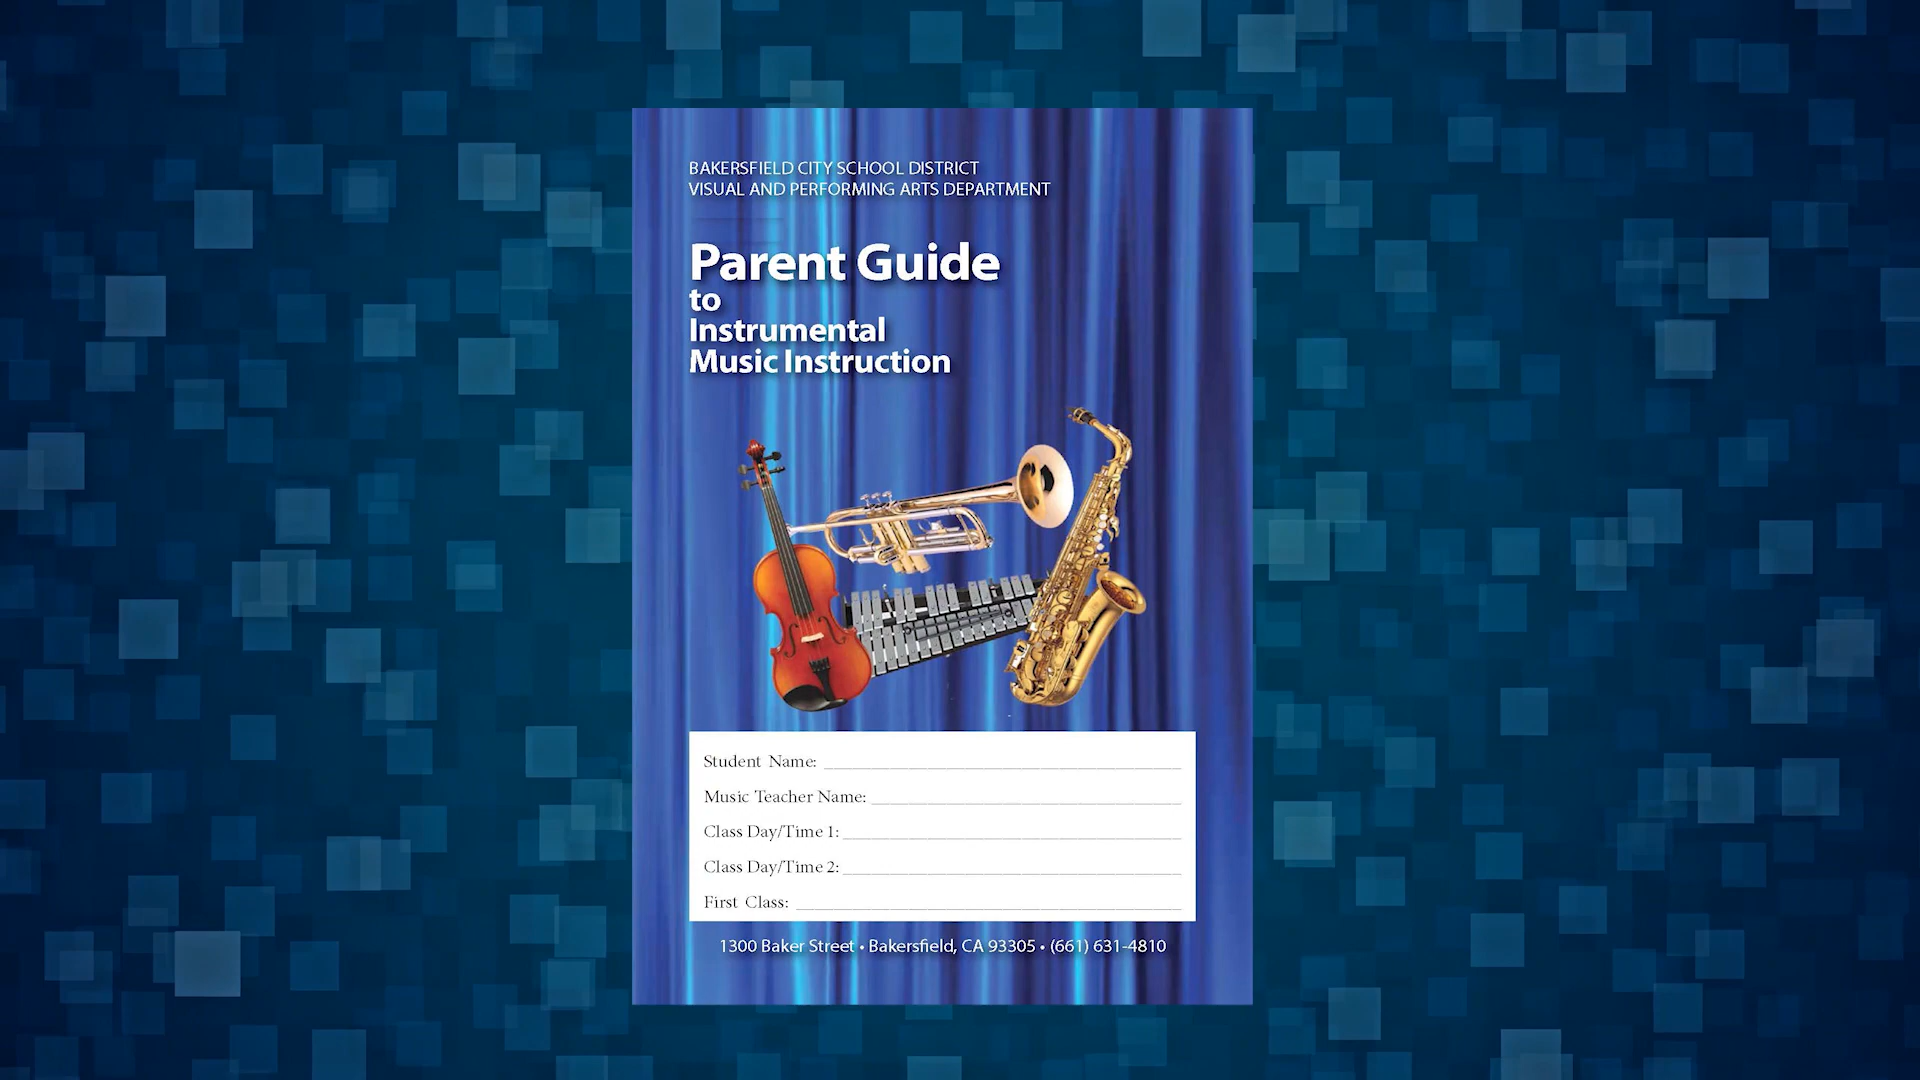 BAKERSFIELD CITY SCHOOL DISTRICT
VISUAL AND PERFORMING ARTS DEPARTMENT
Parent Guide
to
Instrumental
Music Instruction
Student Name:
Music Teacher Name:
Class Day/Time 1:
Class Day/Time 2:
First Class:
1300 Baker Street • Bakersfield, CA 93305 • (661) 631-4810